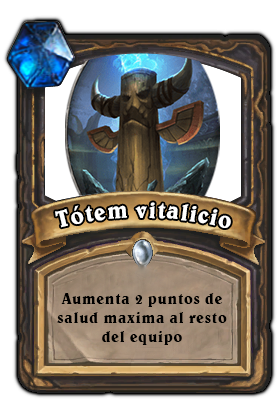 Tótem vitalicio
Aumenta 2 puntos de
salud maxima al resto
del equipo